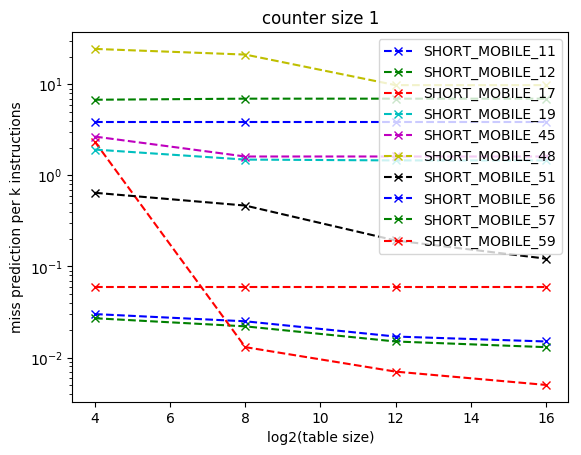 counter size 1
miss prediction per k instructions
10^1
10^0
10^-1
10^-2
SHORT_MOBILE_11
SHORT_MOBILE_12
SHORT_MOBILE_17
SHORT_MOBILE_19
SHORT_MOBILE_45
SHORT_MOBILE_48
SHORT_MOBILE_51
SHORT_MOBILE_56
SHORT_MOBILE_57
SHORT_MOBILE_59
4 6 8 10 12 14 16
log2(table size)